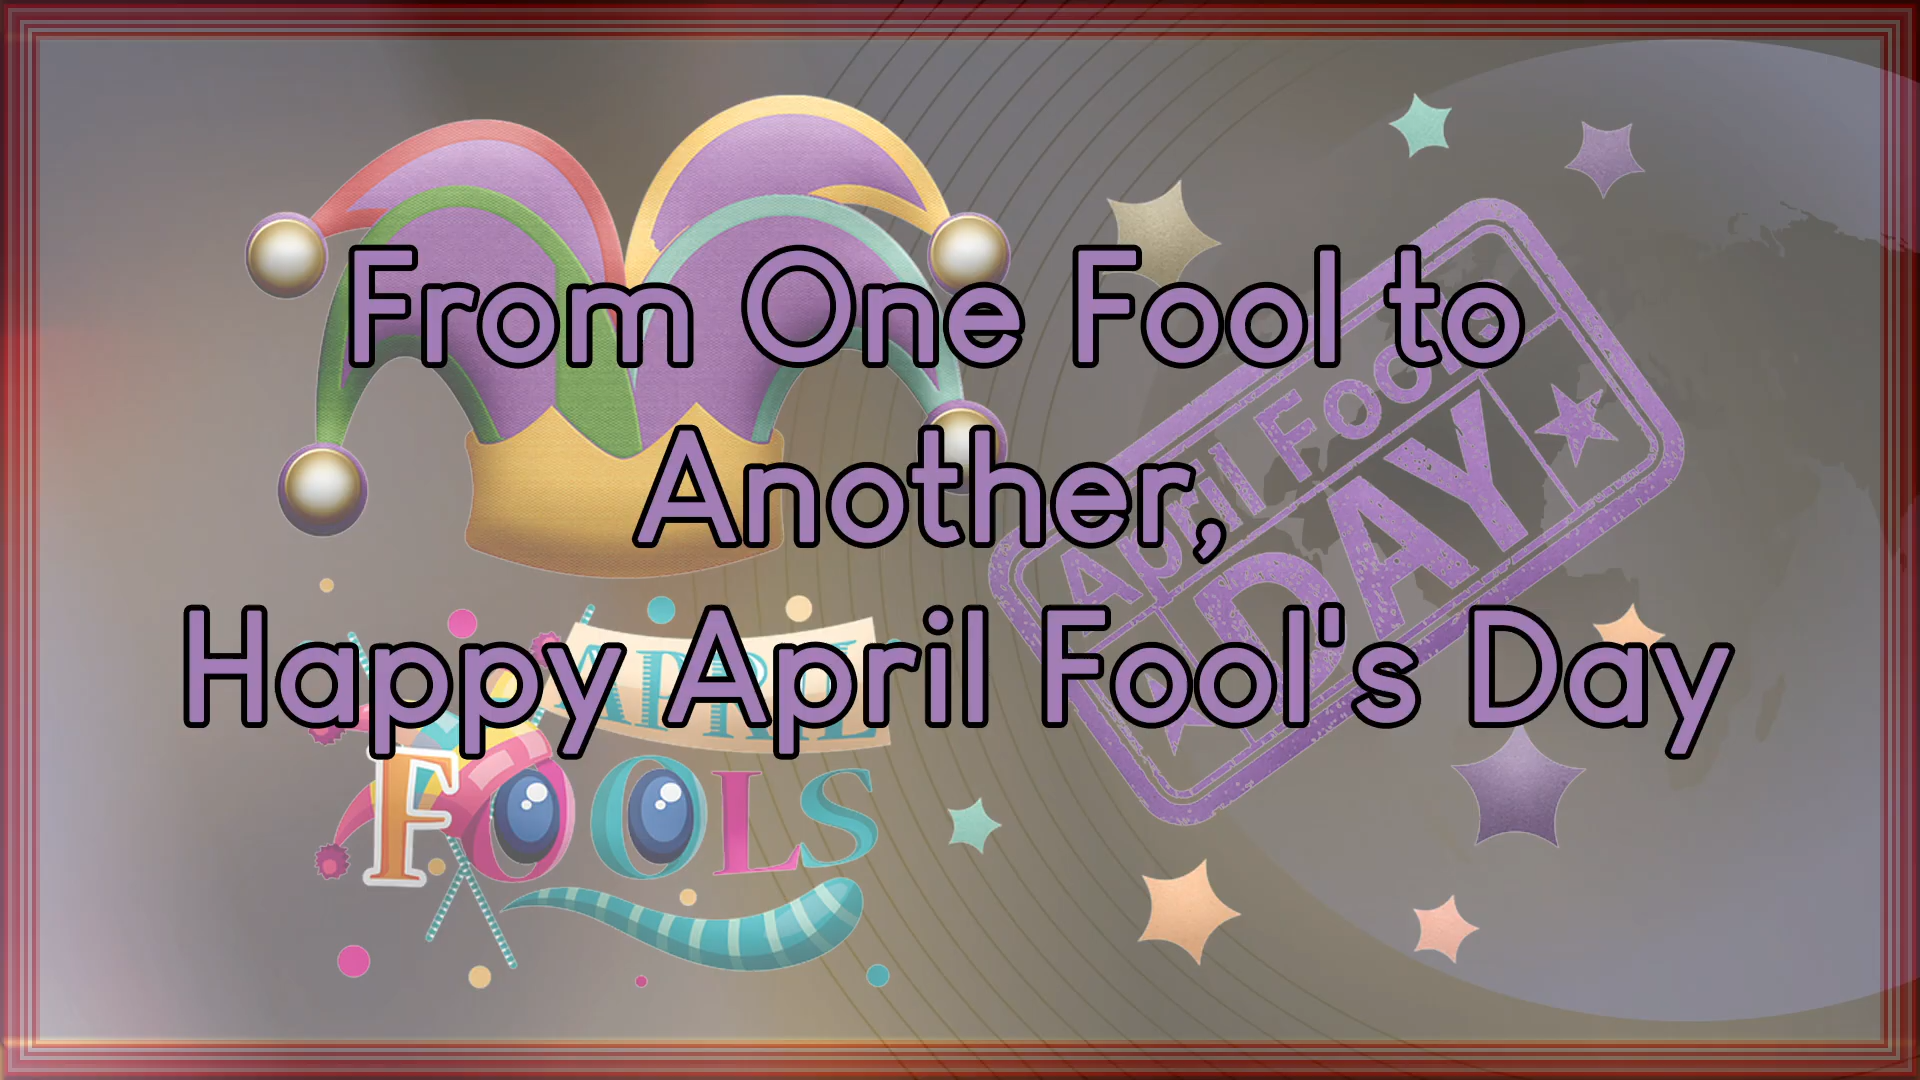 From One Fool to
Another,
Happy April Fool's Day
April Fool's
DAY
APRIL
FOOLS